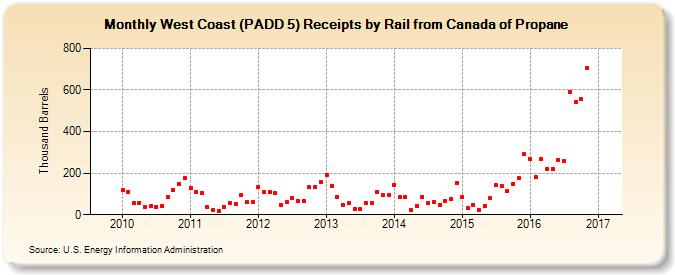 Monthly West Coast (PADD 5) Receipts by Rail from Canada of Propane
Thousand Barrels
800
600
400
200
0
2010 2011 2012 2013 2014 2015 2016 2017
Source: U.S. Energy Information Administration